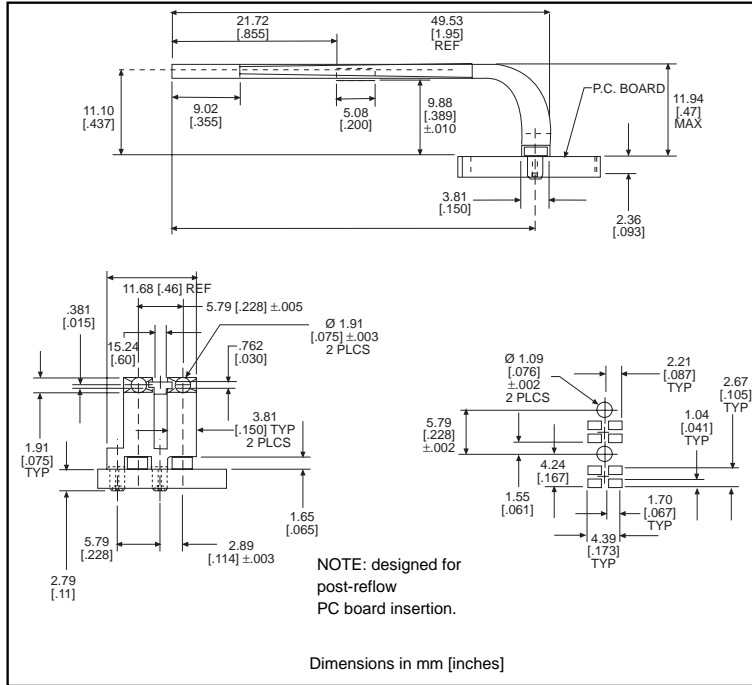 21.72
[.855]
49.53
[1.95]
REF
11.10
[.437]
9.02
[.355]
5.08
[.200]
9.88
[.389]
±.010
P.C. BOARD
11.94
[.47]
MAX
3.81
[.150]
2.36
[.093]
11.68 [.46] REF
.381
[.015]
5.79 [.228] ±.005
15.24
[.60]
Ø 1.91
[.075] ±.003
2 PLCS
.762
[.030]
3.81
[.150] TYP
2 PLCS
1.91
[.075]
TYP
1.65
[.065]
5.79
[.228]
2.89
[.114] ±.003
2.79
[.11]
Ø 1.09
[.076]
±.002
2 PLCS
2.21
[.087]
TYP
2.67
[.105]
TYP
1.04
[.041]
TYP
5.79
[.228]
±.002
4.24
[.167]
1.55
[.061]
1.70
[.067]
TYP
4.39
[.173]
TYP
NOTE: designed for
post-reflow
PC board insertion.
Dimensions in mm [inches]